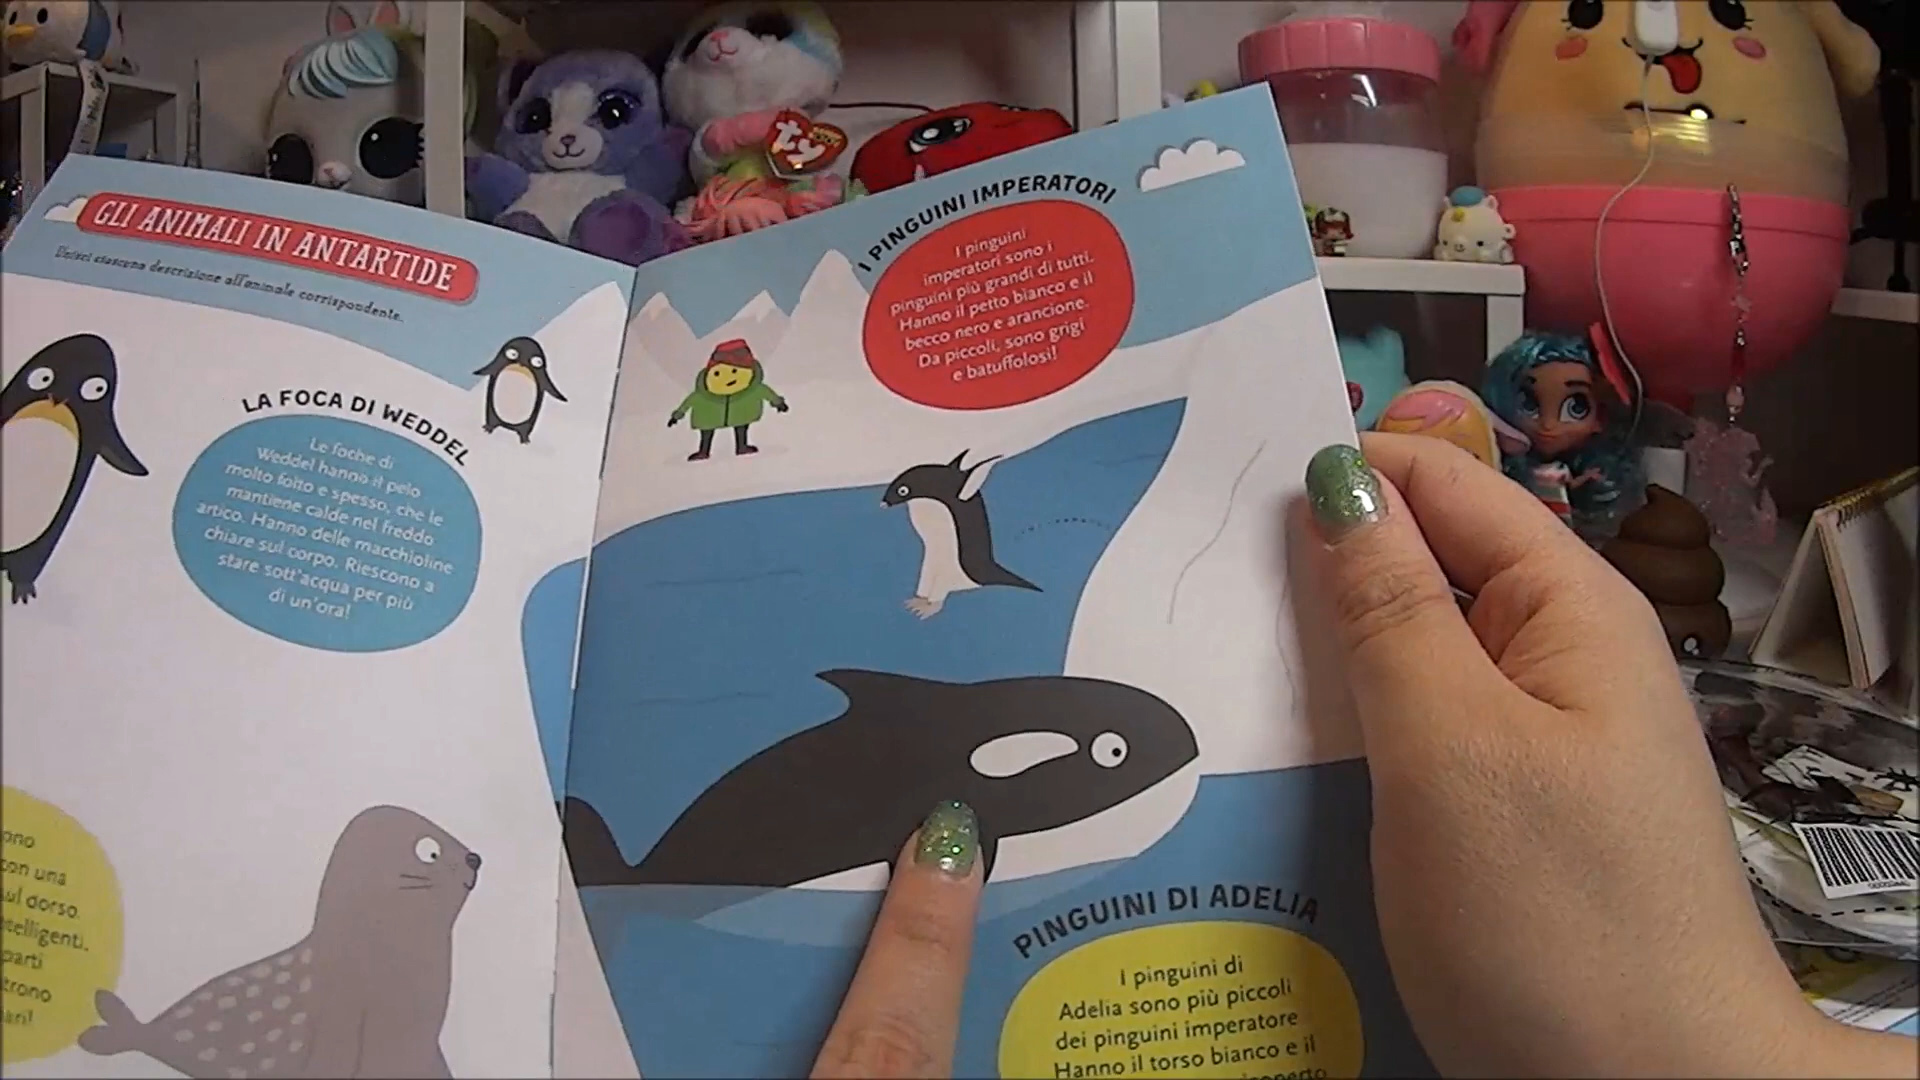 GLI ANIMALI IN ANTARTIDE
Unisci ciascuna descrizione all'animale corrispondente.
LA FOCA DI WEDDEL
Le foche di
Weddel hanno il pelo
molto folto e spesso, che le
mantiene calde nel freddo
artico. Hanno delle macchioline
chiare sul corpo. Riescono a
stare sott'acqua per più
di un'ora!
ono
con una
sul dorso.
telligenti.
parti
trono
ari!
I PINGUINI IMPERATORI
I pinguini
imperatori sono i
pinguini più grandi di tutti.
Hanno il petto bianco e il
becco nero e arancione.
Da piccoli, sono grigi
e batuffolosi!
PINGUINI DI ADELIA
I pinguini di
Adelia sono più piccoli
dei pinguini imperatore
Hanno il torso bianco e il
ty